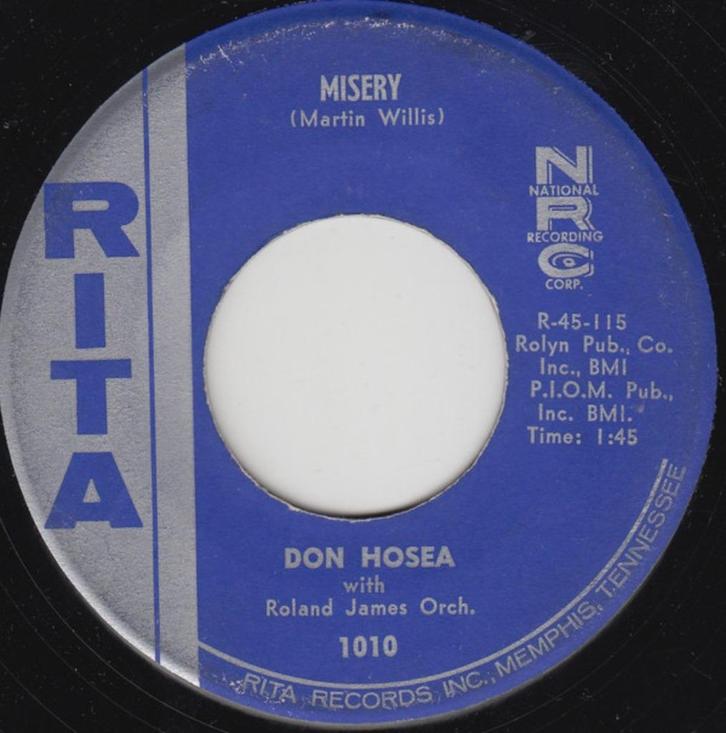 MISERY
(Martin Willis)
RITA
N
NATIONAL
R
RECORDING
C
CORP.
R-45-115
Rolyn Pub., Co.
Inc., BMI
P.I.O.M. Pub.,
Inc. BMI.
Time: 1:45
DON HOSEA
with
Roland James Orch.
1010
RITA RECORDS, INC., MEMPHIS, TENNESSEE